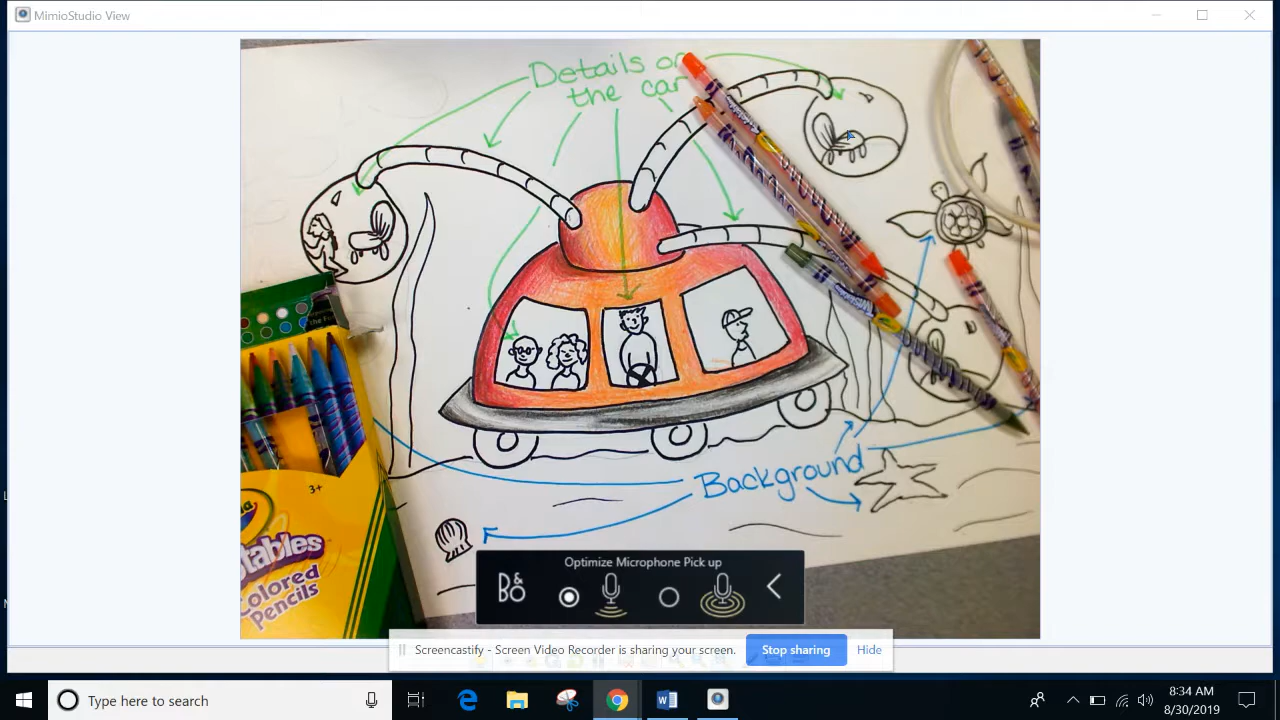 MimioStudio View
Details on
the car
Background
3+
Colored
Pencils
Optimize Microphone Pick up
B&O
Screencastify - Screen Video Recorder is sharing your screen.
Stop sharing
Hide
Type here to search
8:34 AM
8/30/2019